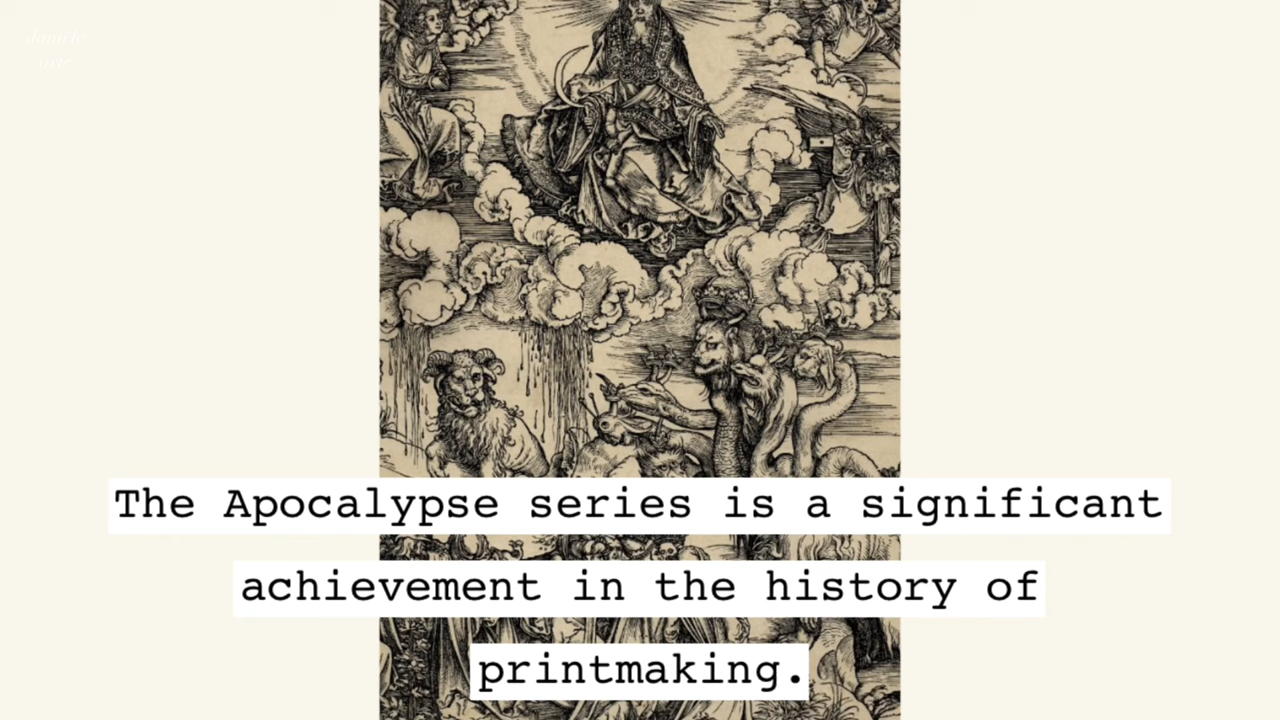 The Apocalypse series is a significant
achievement in the history of
printmaking.